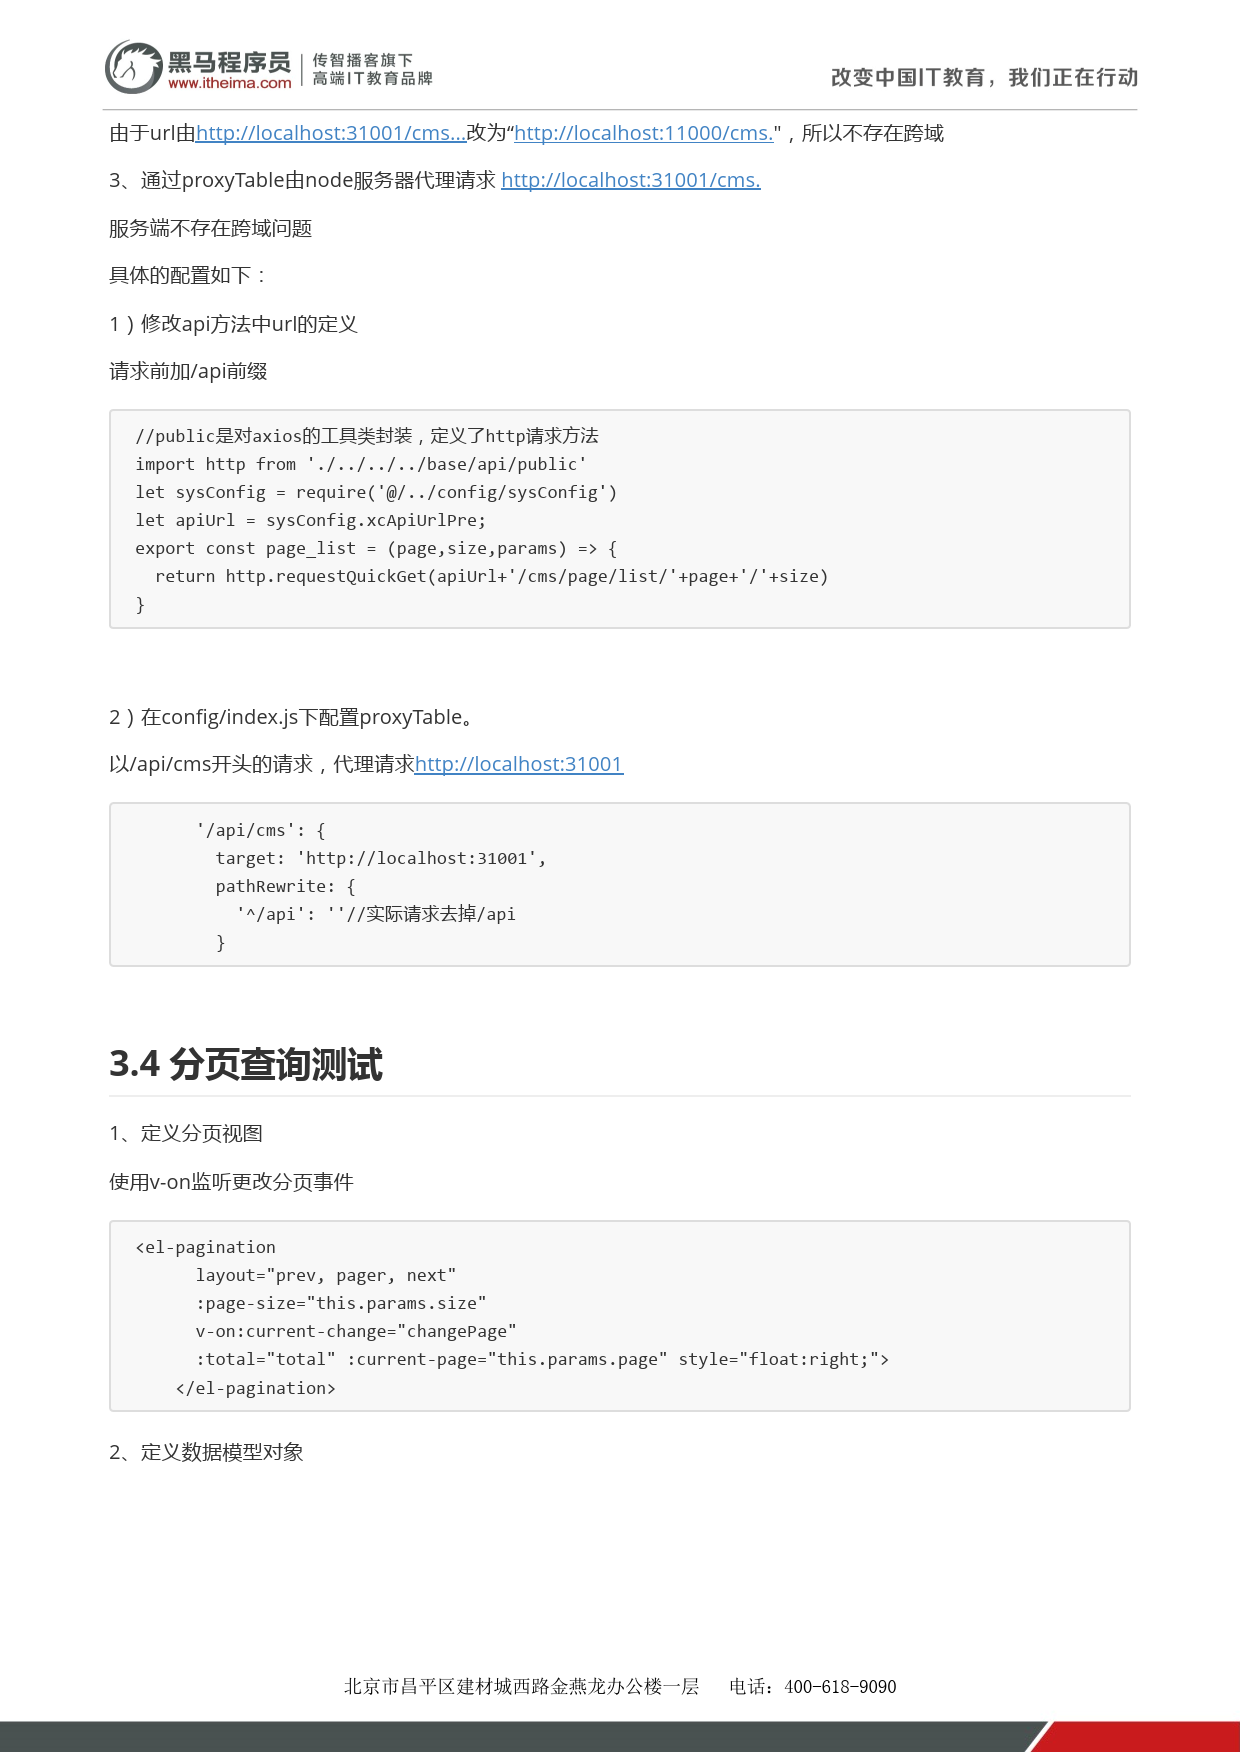 黑马程序员
www.itheima.com
传智播客旗下
高端IT教育品牌
改变中国IT教育，我们正在行动
由于url由http://localhost:31001/cms...改为“http://localhost:11000/cms."，所以不存在跨域
3、通过proxyTable由node服务器代理请求 http://localhost:31001/cms.
服务端不存在跨域问题
具体的配置如下：
1）修改api方法中url的定义
请求前加/api前缀
//public是对axios的工具类封装，定义了http请求方法
import http from './../../../base/api/public'
let sysConfig = require('@/../config/sysConfig')
let apiUrl = sysConfig.xcApiUrlPre;
export const page_list = (page,size,params) => {
  return http.requestQuickGet(apiUrl+'/cms/page/list/'+page+'/'+size)
}
2）在config/index.js下配置proxyTable。
以/api/cms开头的请求，代理请求http://localhost:31001
      '/api/cms': {
        target: 'http://localhost:31001',
        pathRewrite: {
          '^/api': ''//实际请求去掉/api
        }
3.4 分页查询测试
1、定义分页视图
使用v-on监听更改分页事件
<el-pagination
      layout="prev, pager, next"
      :page-size="this.params.size"
      v-on:current-change="changePage"
      :total="total" :current-page="this.params.page" style="float:right;">
    </el-pagination>
2、定义数据模型对象
北京市昌平区建材城西路金燕龙办公楼一层 电话：400-618-9090